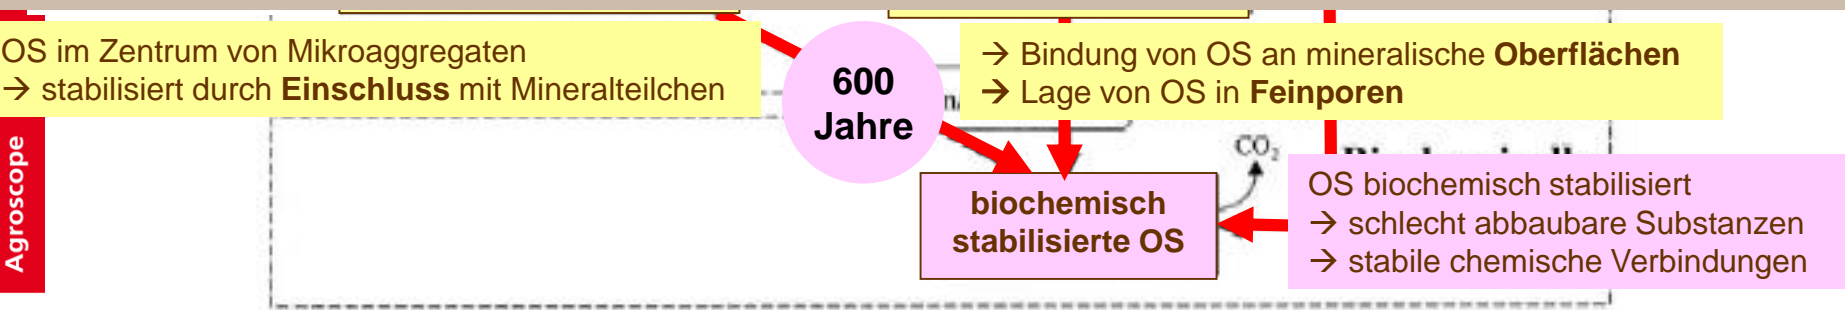 OS im Zentrum von Mikroaggregaten
→ stabilisiert durch Einschluss mit Mineralteilchen
600
Jahre
→ Bindung von OS an mineralische Oberflächen
→ Lage von OS in Feinporen
CO₂
biochemisch
stabilisierte OS
OS biochemisch stabilisiert
→ schlecht abbaubare Substanzen
→ stabile chemische Verbindungen
Agroscope